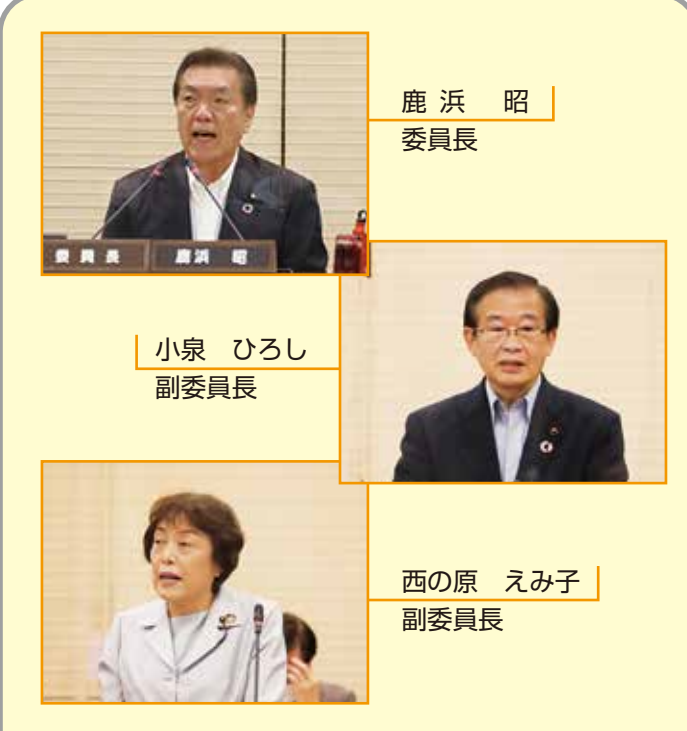 鹿浜 昭
委員長
委員長 鹿浜 昭
小泉 ひろし
副委員長
西の原 えみ子
副委員長